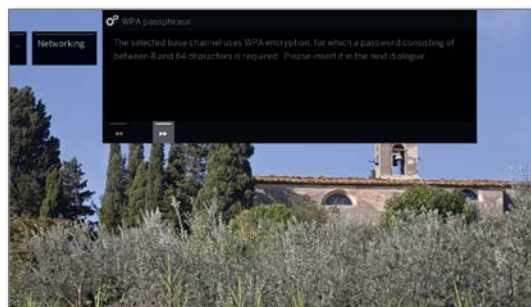 WPA passphrase
... Networking
The selected base channel uses WPA encryption, for which a password consisting of
between 8 and 64 characters is required. Please insert it in the next dialogue.